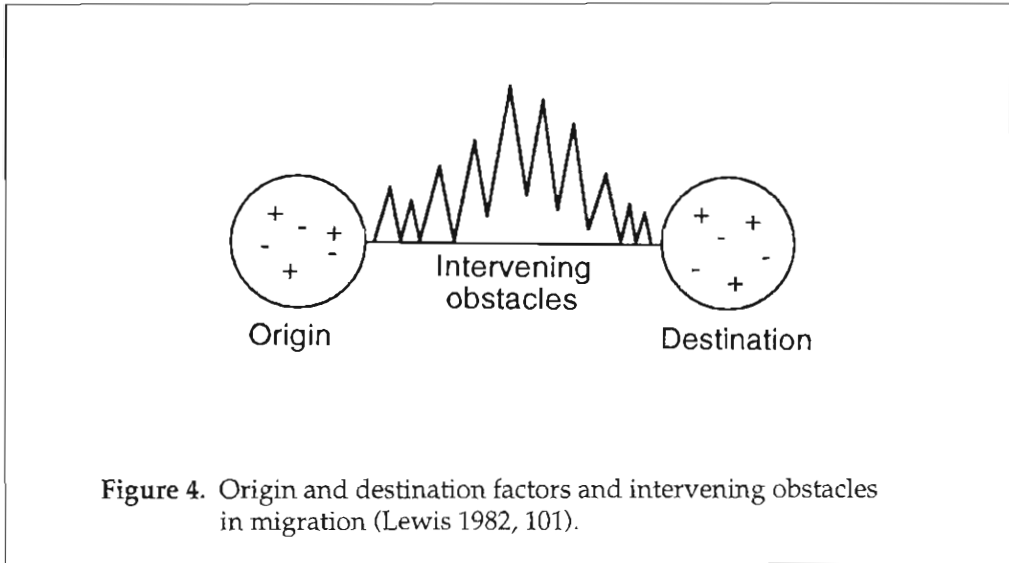 + - + - - +
Intervening
obstacles
+ + - - - +
Origin
Destination
Figure 4. Origin and destination factors and intervening obstacles
in migration (Lewis 1982, 101).